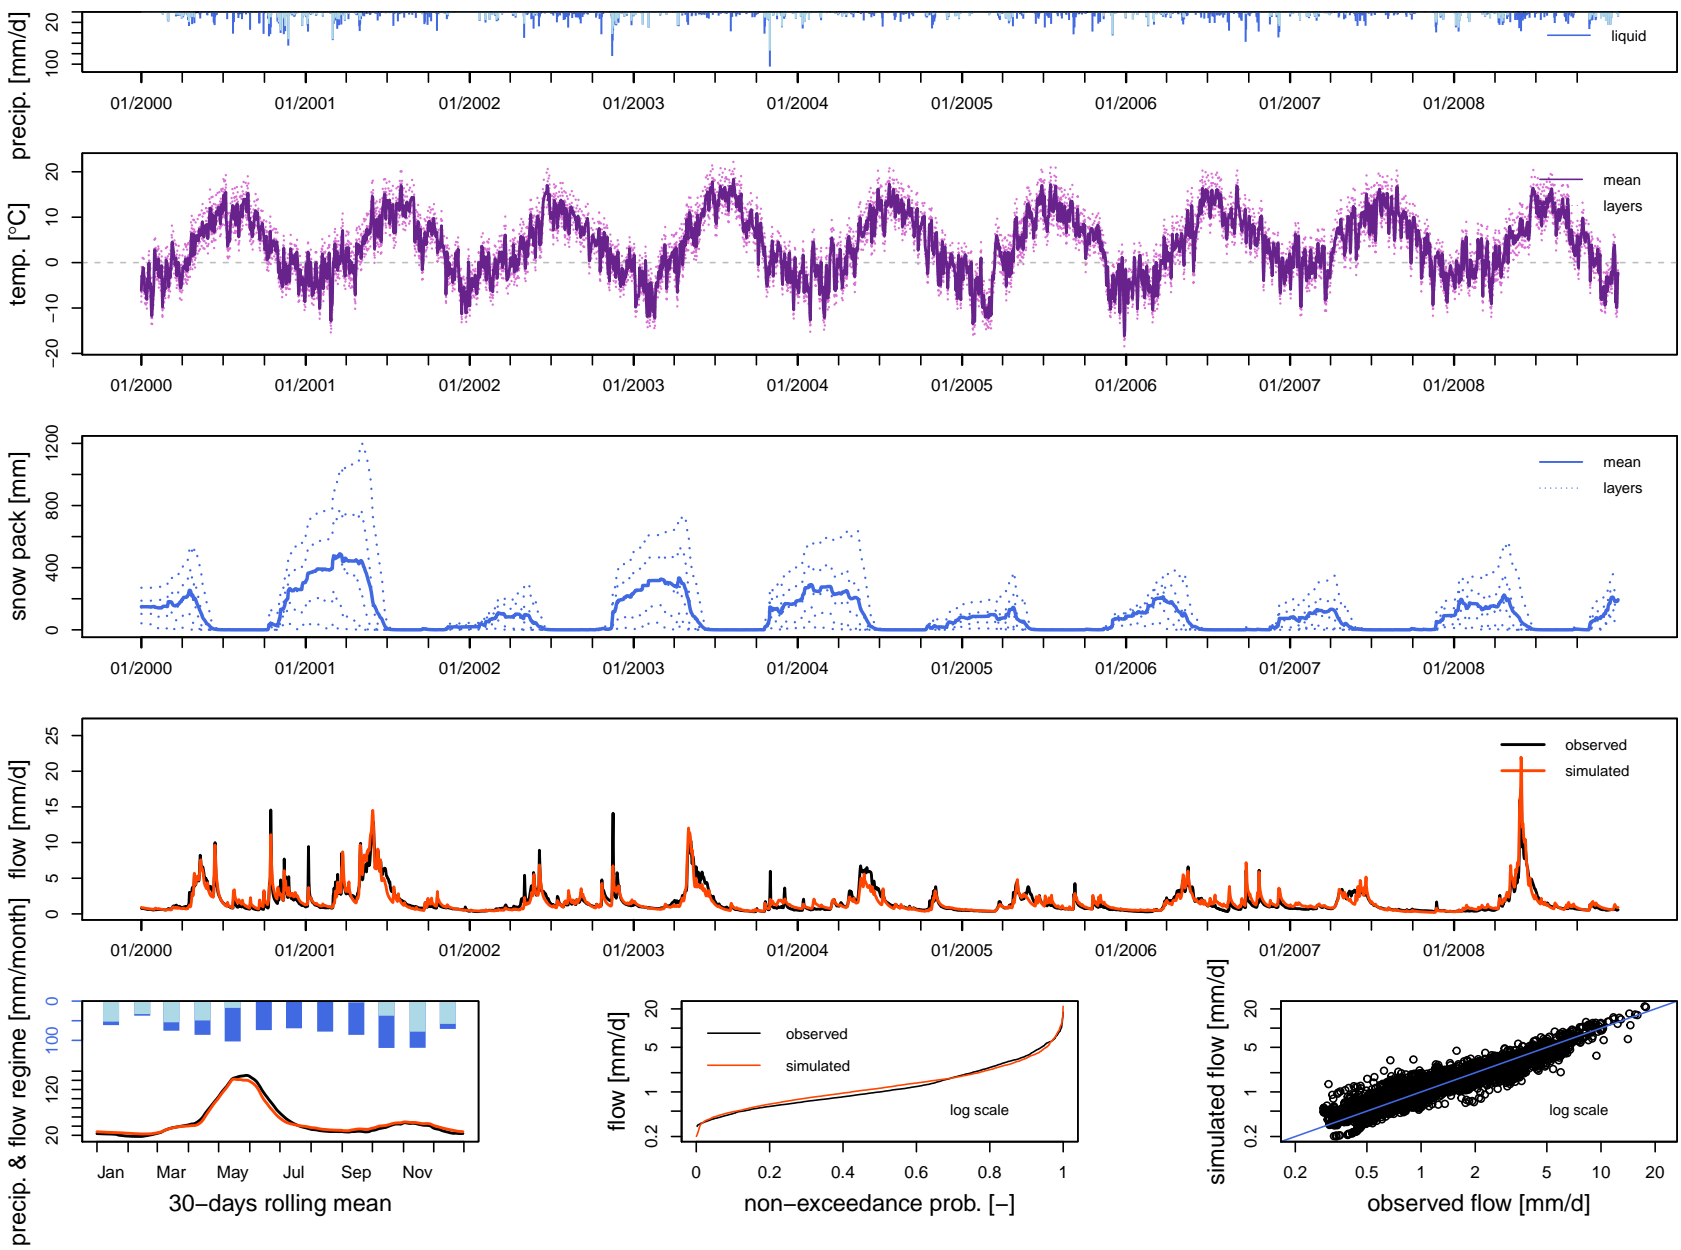 precip. [mm/d]
20
100
liquid
01/2000 01/2001 01/2002 01/2003 01/2004 01/2005 01/2006 01/2007 01/2008
temp. [°C]
20
10
0
−10
−20
mean
layers
01/2000 01/2001 01/2002 01/2003 01/2004 01/2005 01/2006 01/2007 01/2008
snow pack [mm]
1200
800
400
0
mean
layers
01/2000 01/2001 01/2002 01/2003 01/2004 01/2005 01/2006 01/2007 01/2008
flow [mm/d]
25
20
15
10
5
0
observed
simulated
01/2000 01/2001 01/2002 01/2003 01/2004 01/2005 01/2006 01/2007 01/2008
precip. & flow regime [mm/month]
0
100
120
20
Jan Mar May Jul Sep Nov
30−days rolling mean
flow [mm/d]
20
5
1
0.2
observed
simulated
log scale
0 0.2 0.4 0.6 0.8 1
non−exceedance prob. [−]
simulated flow [mm/d]
20
5
1
0.2
log scale
0.2 0.5 1 2 5 10 20
observed flow [mm/d]